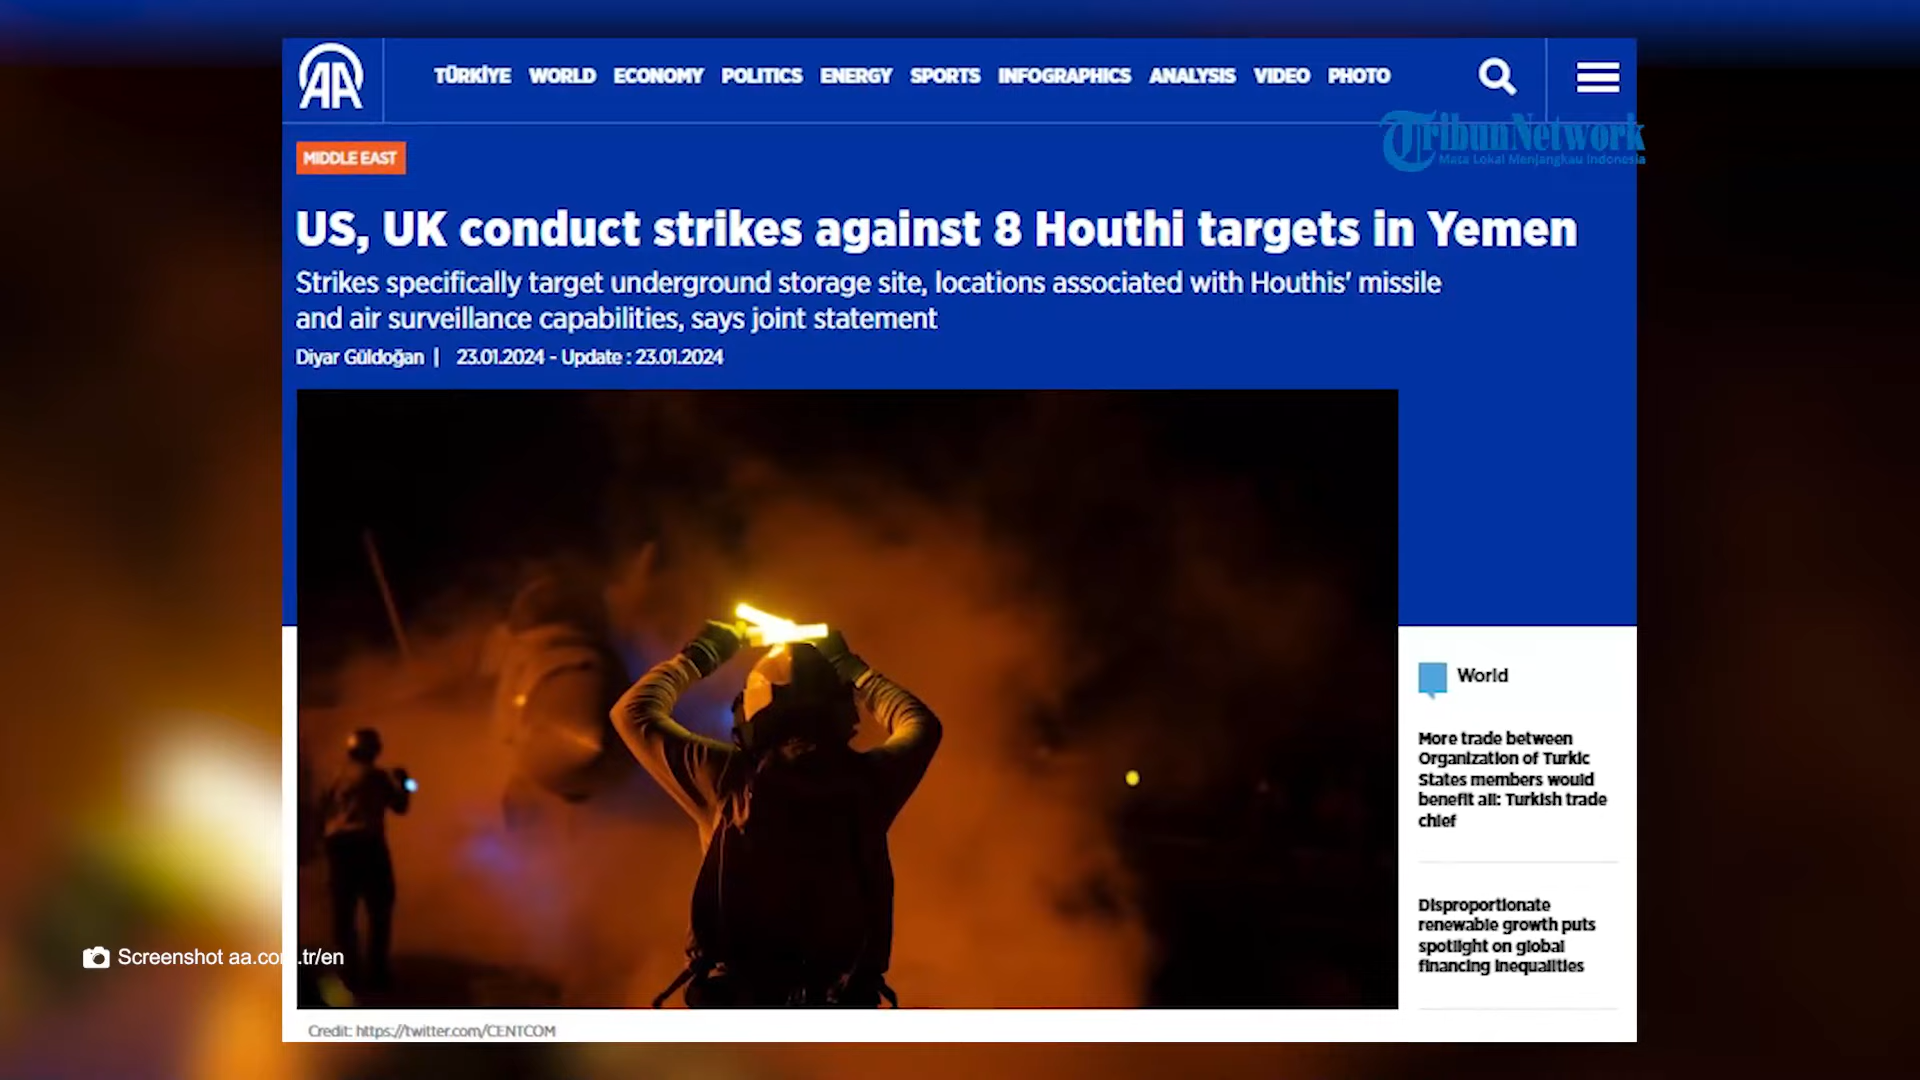 AA
TÜRKİYE WORLD ECONOMY POLITICS ENERGY SPORTS INFOGRAPHICS ANALYSIS VIDEO PHOTO
TribunNetwork
Mata Lokal Menjangkau Indonesia
MIDDLE EAST
US, UK conduct strikes against 8 Houthi targets in Yemen
Strikes specifically target underground storage site, locations associated with Houthis' missile
and air surveillance capabilities, says joint statement
Diyar Güldoğan | 23.01.2024 - Update : 23.01.2024
World
More trade between
Organization of Turkic
States members would
benefit all: Turkish trade
chief
Disproportionate
renewable growth puts
spotlight on global
financing inequalities
Screenshot aa.com.tr/en
Credit: https://twitter.com/CENTCOM